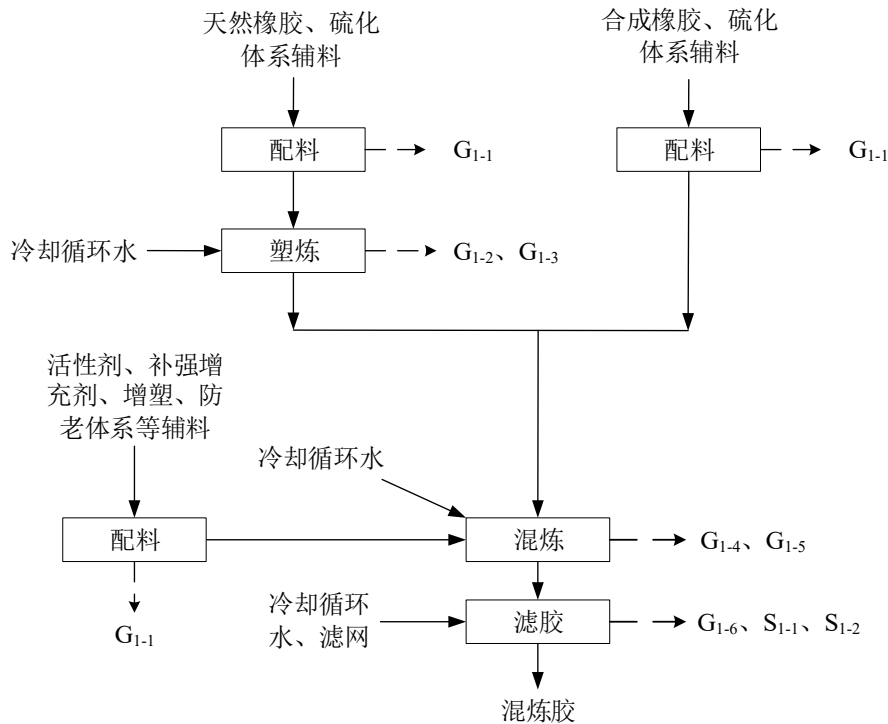 天然橡胶、硫化
体系辅料
合成橡胶、硫化
体系辅料
配料
G1-1
配料
G1-1
冷却循环水
塑炼
G1-2、G1-3
活性剂、补强增
充剂、增塑、防
老体系等辅料
冷却循环水
配料
混炼
G1-4、G1-5
G1-1
冷却循环
水、滤网
滤胶
G1-6、S1-1、S1-2
混炼胶